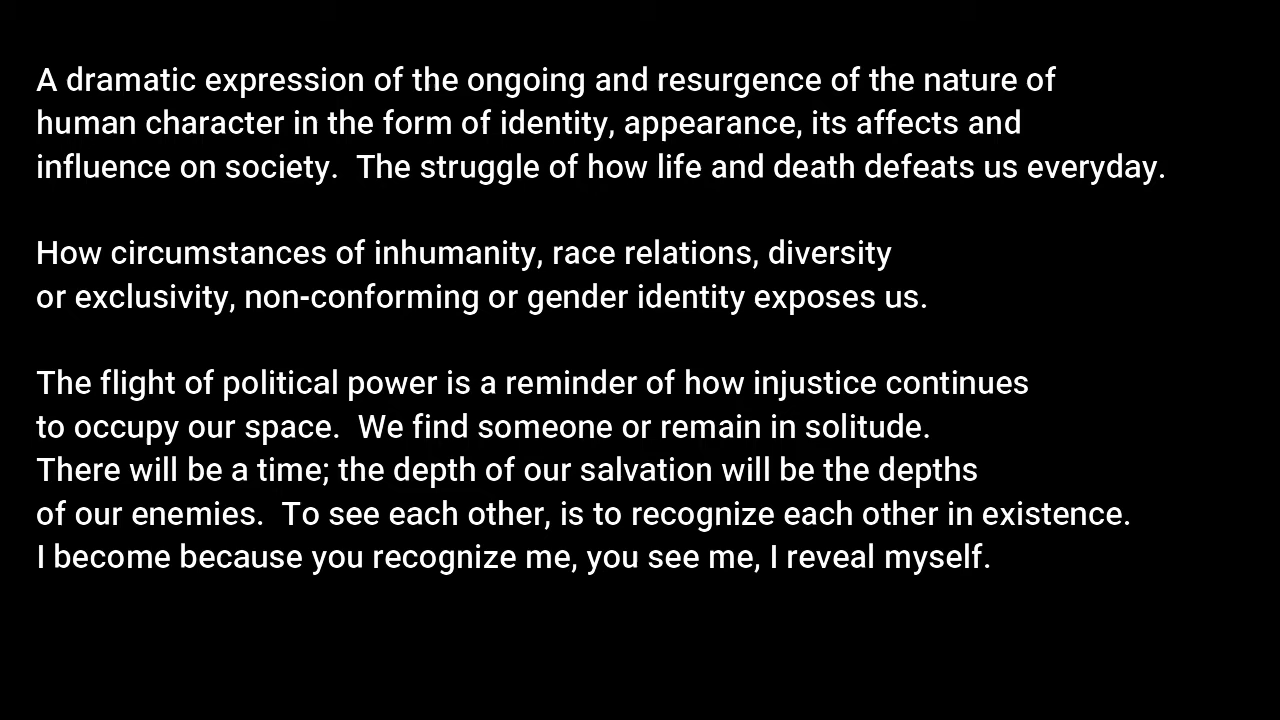 A dramatic expression of the ongoing and resurgence of the nature of
human character in the form of identity, appearance, its affects and
influence on society.  The struggle of how life and death defeats us everyday.
How circumstances of inhumanity, race relations, diversity
or exclusivity, non-conforming or gender identity exposes us.
The flight of political power is a reminder of how injustice continues
to occupy our space.  We find someone or remain in solitude.
There will be a time; the depth of our salvation will be the depths
of our enemies.  To see each other, is to recognize each other in existence.
I become because you recognize me, you see me, I reveal myself.